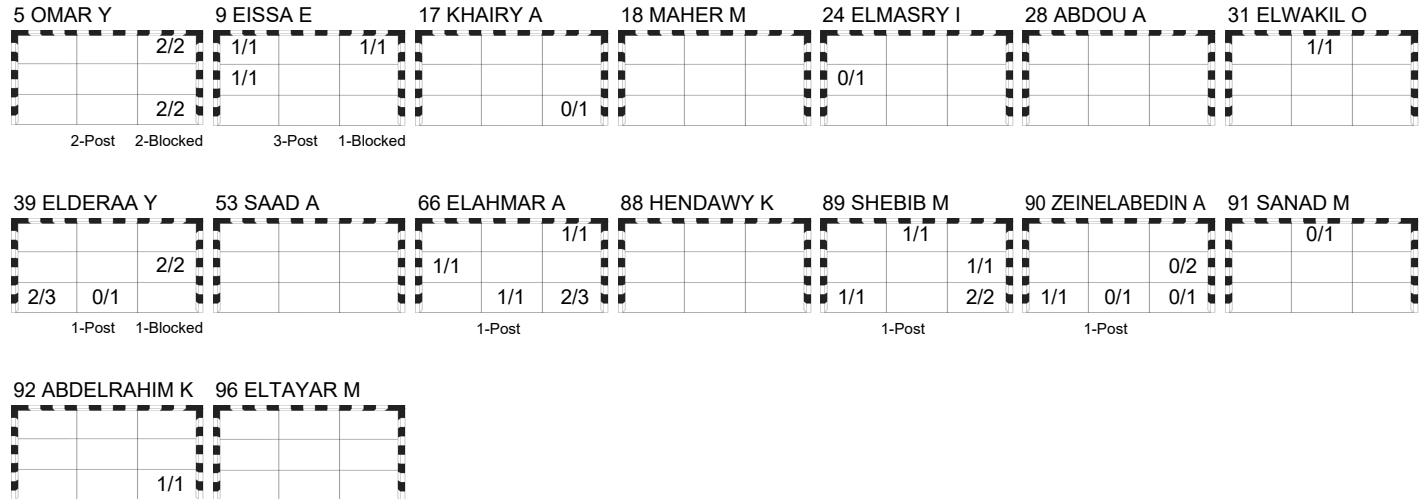 5 OMAR Y 9 EISSA E 17 KHAIRY A 18 MAHER M 24 ELMASRY I 28 ABDOU A 31 ELWAKIL O
2/2 1/1 1/1 1/1
1/1 0/1
2/2 0/1
2-Post 2-Blocked 3-Post 1-Blocked
39 ELDERAA Y 53 SAAD A 66 ELAHMAR A 88 HENDAWY K 89 SHEBIB M 90 ZEINELABEDIN A 91 SANAD M
1/1 1/1 0/1
2/2 1/1 1/1 0/2
2/3 0/1 1/1 2/3 1/1 2/2 1/1 0/1 0/1
1-Post 1-Blocked 1-Post 1-Post 1-Post
92 ABDELRAHIM K 96 ELTAYAR M
1/1